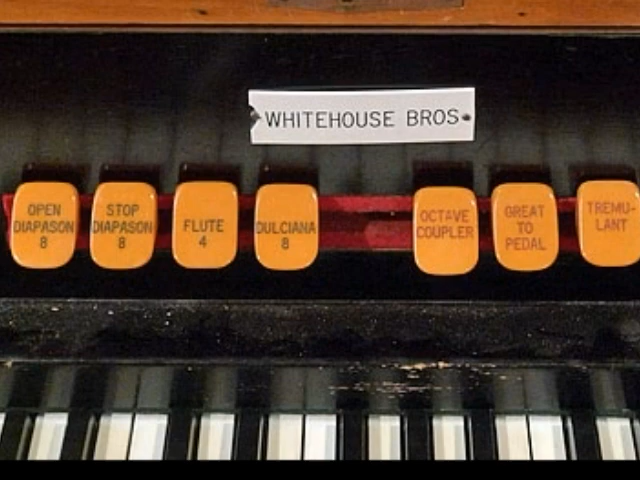 WHITEHOUSE BROS.
OPEN
DIAPASON
8
STOP
DIAPASON
8
FLUTE
4
DULCIANA
8
OCTAVE
COUPLER
GREAT
TO
PEDAL
TREMU-
LANT